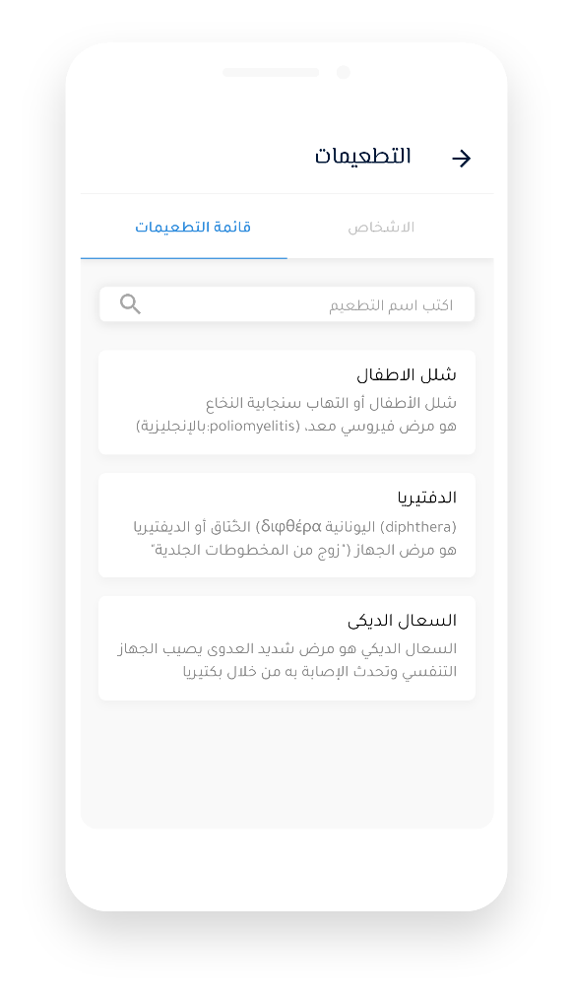 التطعيمات
الاشخاص
قائمة التطعيمات
اكتب اسم التطعيم
شلل الاطفال
شلل الأطفال أو التهاب سنجابية النخاع
هو مرض فيروسي معد، (poliomyelitis:بالإنجليزية)
الدفتيريا
(diphthera) اليونانية διφθέρα) الخُناق أو الديفتيريا
هو مرض الجهاز ("زوج من المخطوطات الجلدية"
السعال الديكى
السعال الديكي هو مرض شديد العدوى يصيب الجهاز
التنفسي وتحدث الإصابة به من خلال بكتيريا